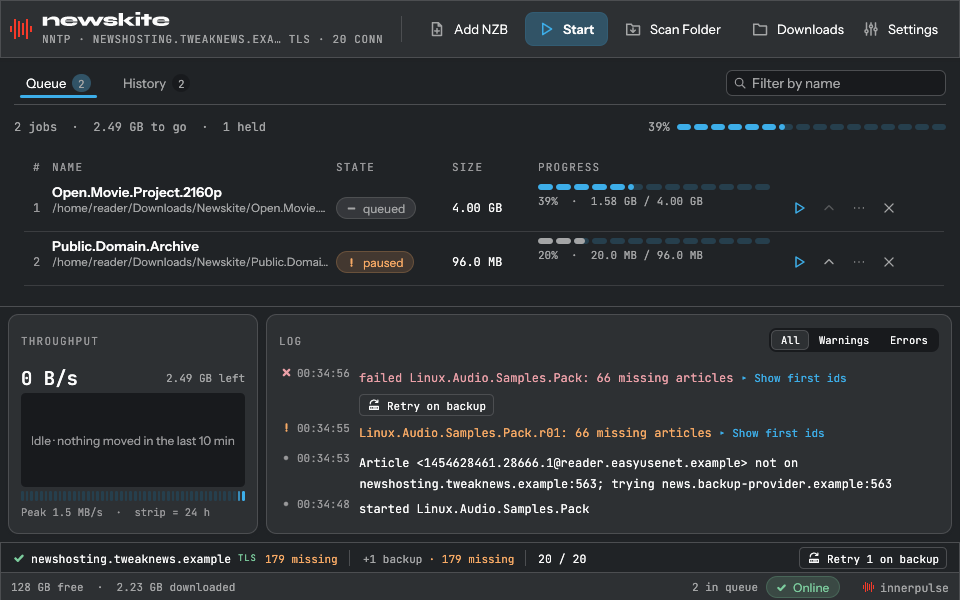 newskite
NNTP · NEWSHOSTING.TWEAKNEWS.EXA… TLS · 20 CONN
Add NZB
Start
Scan Folder
Downloads
Settings
Queue 2
History 2
Filter by name
2 jobs · 2.49 GB to go · 1 held
39%
# NAME STATE SIZE PROGRESS
Open.Movie.Project.2160p
1 /home/reader/Downloads/Newskite/Open.Movie.… queued 4.00 GB 39% · 1.58 GB / 4.00 GB
Public.Domain.Archive
2 /home/reader/Downloads/Newskite/Public.Domai… ! paused 96.0 MB 20% · 20.0 MB / 96.0 MB
THROUGHPUT
0 B/s 2.49 GB left
Idle · nothing moved in the last 10 min
Peak 1.5 MB/s · strip = 24 h
LOG
All Warnings Errors
00:34:56 failed Linux.Audio.Samples.Pack: 66 missing articles ▸ Show first ids
Retry on backup
! 00:34:55 Linux.Audio.Samples.Pack.r01: 66 missing articles ▸ Show first ids
00:34:53 Article <1454628461.28666.1@reader.easyusenet.example> not on
newshosting.tweaknews.example:563; trying news.backup-provider.example:563
00:34:48 started Linux.Audio.Samples.Pack
newshosting.tweaknews.example TLS 179 missing +1 backup · 179 missing 20 / 20
Retry 1 on backup
128 GB free · 2.23 GB downloaded
2 in queue
Online
innerpulse